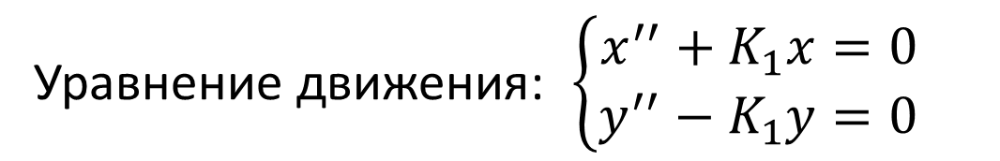 Уравнение движения: { x′′ + K₁x = 0
y′′ − K₁y = 0